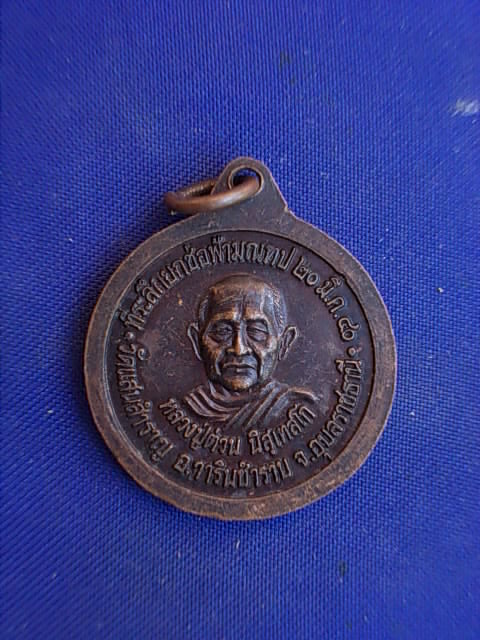 ที่ระลึกยกช่อฟ้ามณฑป ๒๐ มี.ค. ๔๐
หลวงปู่ต่วน นิสุเทสโก
วัดแสนสำราญ อ.วารินชำราบ จ.อุบลราชธานี